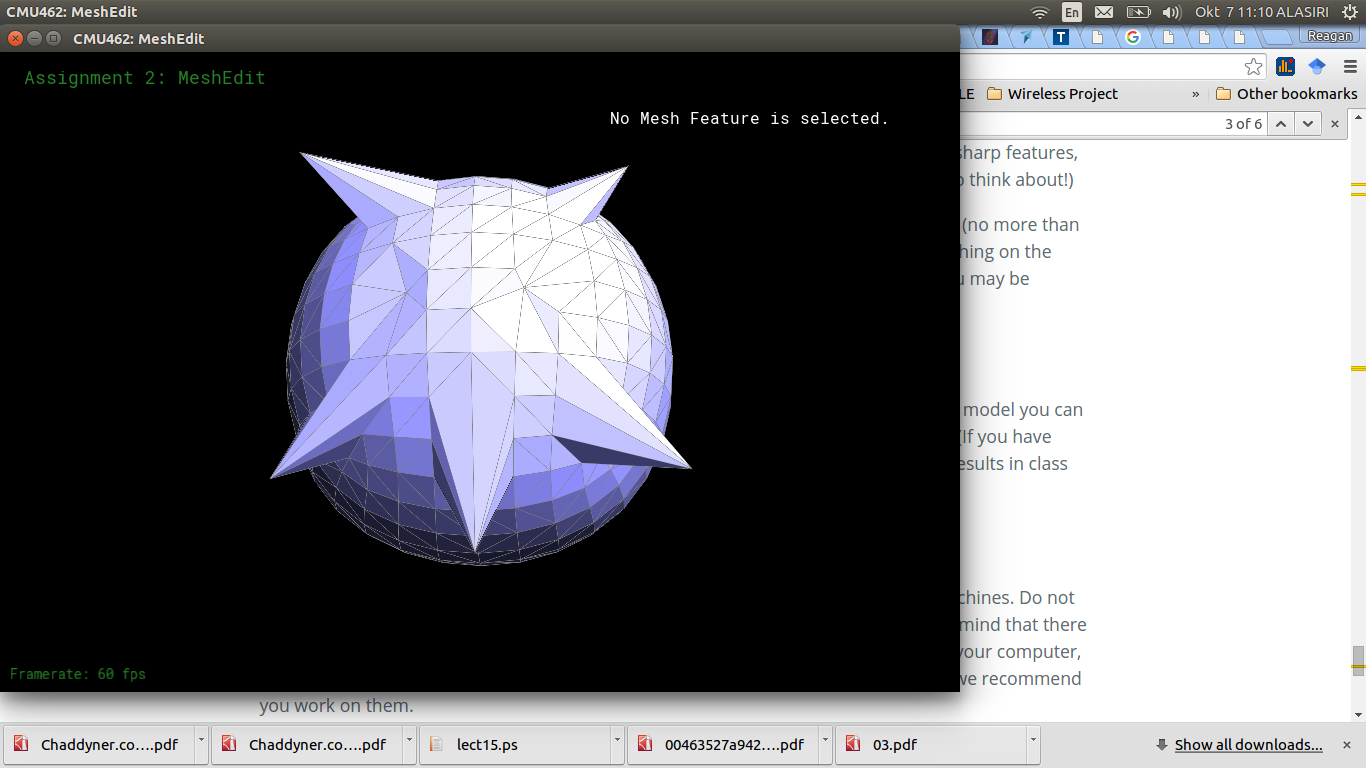 CMU462: MeshEdit
En
Okt 7 11:10 ALASIRI
CMU462: MeshEdit
T
G
Reagan
Assignment 2: MeshEdit
LE
Wireless Project
»
Other bookmarks
No Mesh Feature is selected.
3 of 6
sharp features,
think about!)
(no more than
hing on the
may be
model you can
(If you have
esults in class
chines. Do not
mind that there
your computer,
we recommend
Framerate: 60 fps
you work on them.
Chaddyner.co....pdf
Chaddyner.co....pdf
lect15.ps
00463527a942....pdf
03.pdf
Show all downloads...